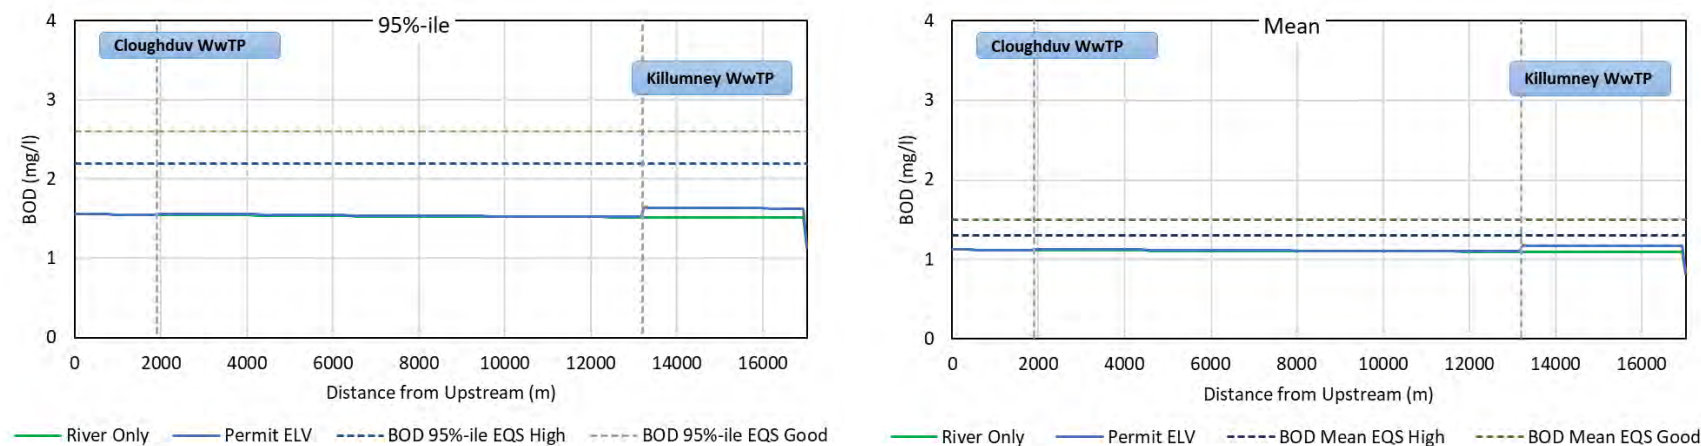 95%-ile
Cloughduv WwTP
Killumney WwTP
BOD (mg/l)
4
3
2
1
0
0 2000 4000 6000 8000 10000 12000 14000 16000
Distance from Upstream (m)
River Only Permit ELV BOD 95%-ile EQS High BOD 95%-ile EQS Good
Mean
Cloughduv WwTP
Killumney WwTP
BOD (mg/l)
4
3
2
1
0
0 2000 4000 6000 8000 10000 12000 14000 16000
Distance from Upstream (m)
River Only Permit ELV BOD Mean EQS High BOD Mean EQS Good